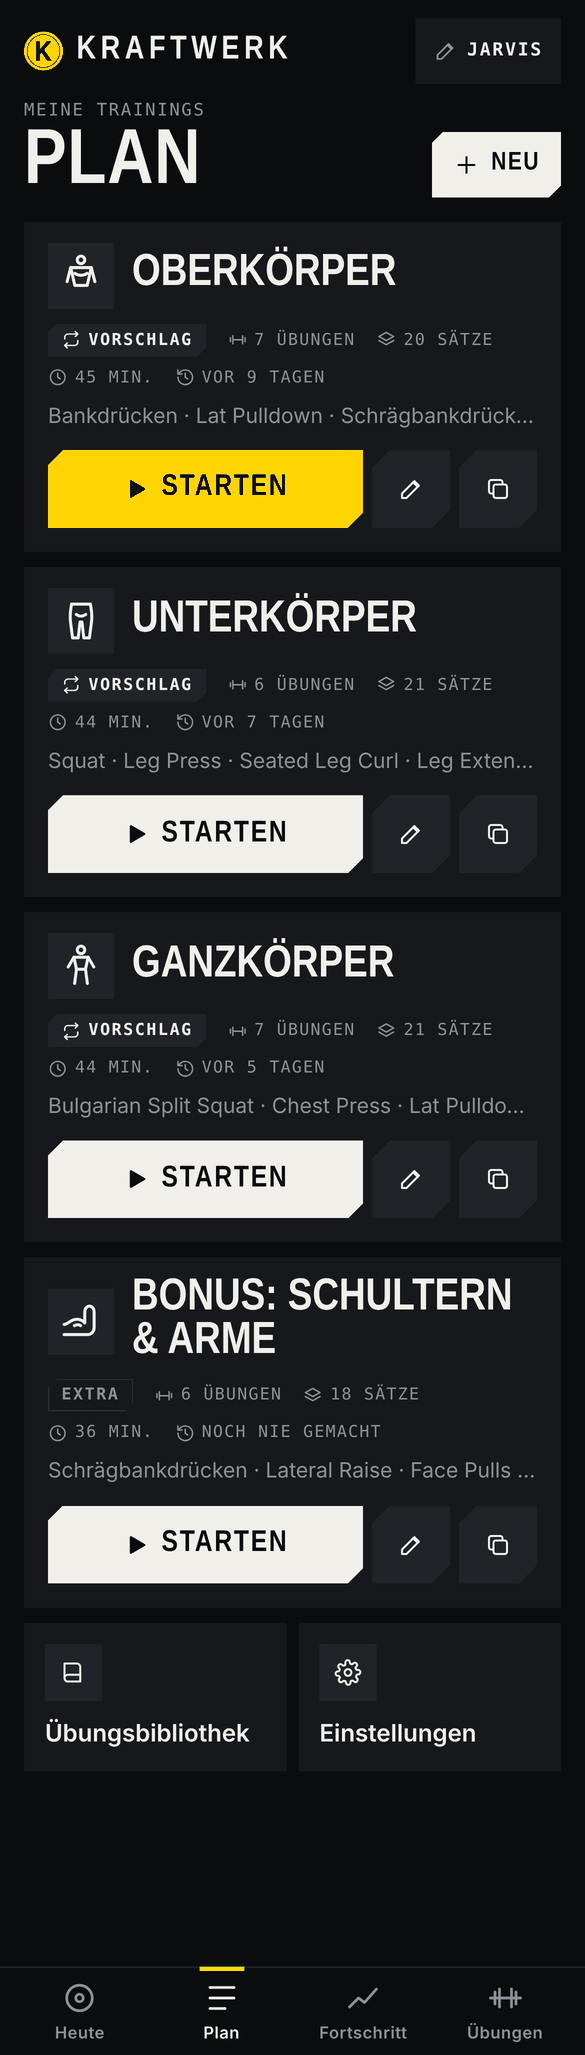 K KRAFTWERK
JARVIS
MEINE TRAININGS
PLAN
+ NEU
OBERKÖRPER
VORSCHLAG 7 ÜBUNGEN 20 SÄTZE
45 MIN. VOR 9 TAGEN
Bankdrücken · Lat Pulldown · Schrägbankdrück...
STARTEN
UNTERKÖRPER
VORSCHLAG 6 ÜBUNGEN 21 SÄTZE
44 MIN. VOR 7 TAGEN
Squat · Leg Press · Seated Leg Curl · Leg Exten...
STARTEN
GANZKÖRPER
VORSCHLAG 7 ÜBUNGEN 21 SÄTZE
44 MIN. VOR 5 TAGEN
Bulgarian Split Squat · Chest Press · Lat Pulldo...
STARTEN
BONUS: SCHULTERN
& ARME
EXTRA 6 ÜBUNGEN 18 SÄTZE
36 MIN. NOCH NIE GEMACHT
Schrägbankdrücken · Lateral Raise · Face Pulls ...
STARTEN
Übungsbibliothek
Einstellungen
Heute Plan Fortschritt Übungen